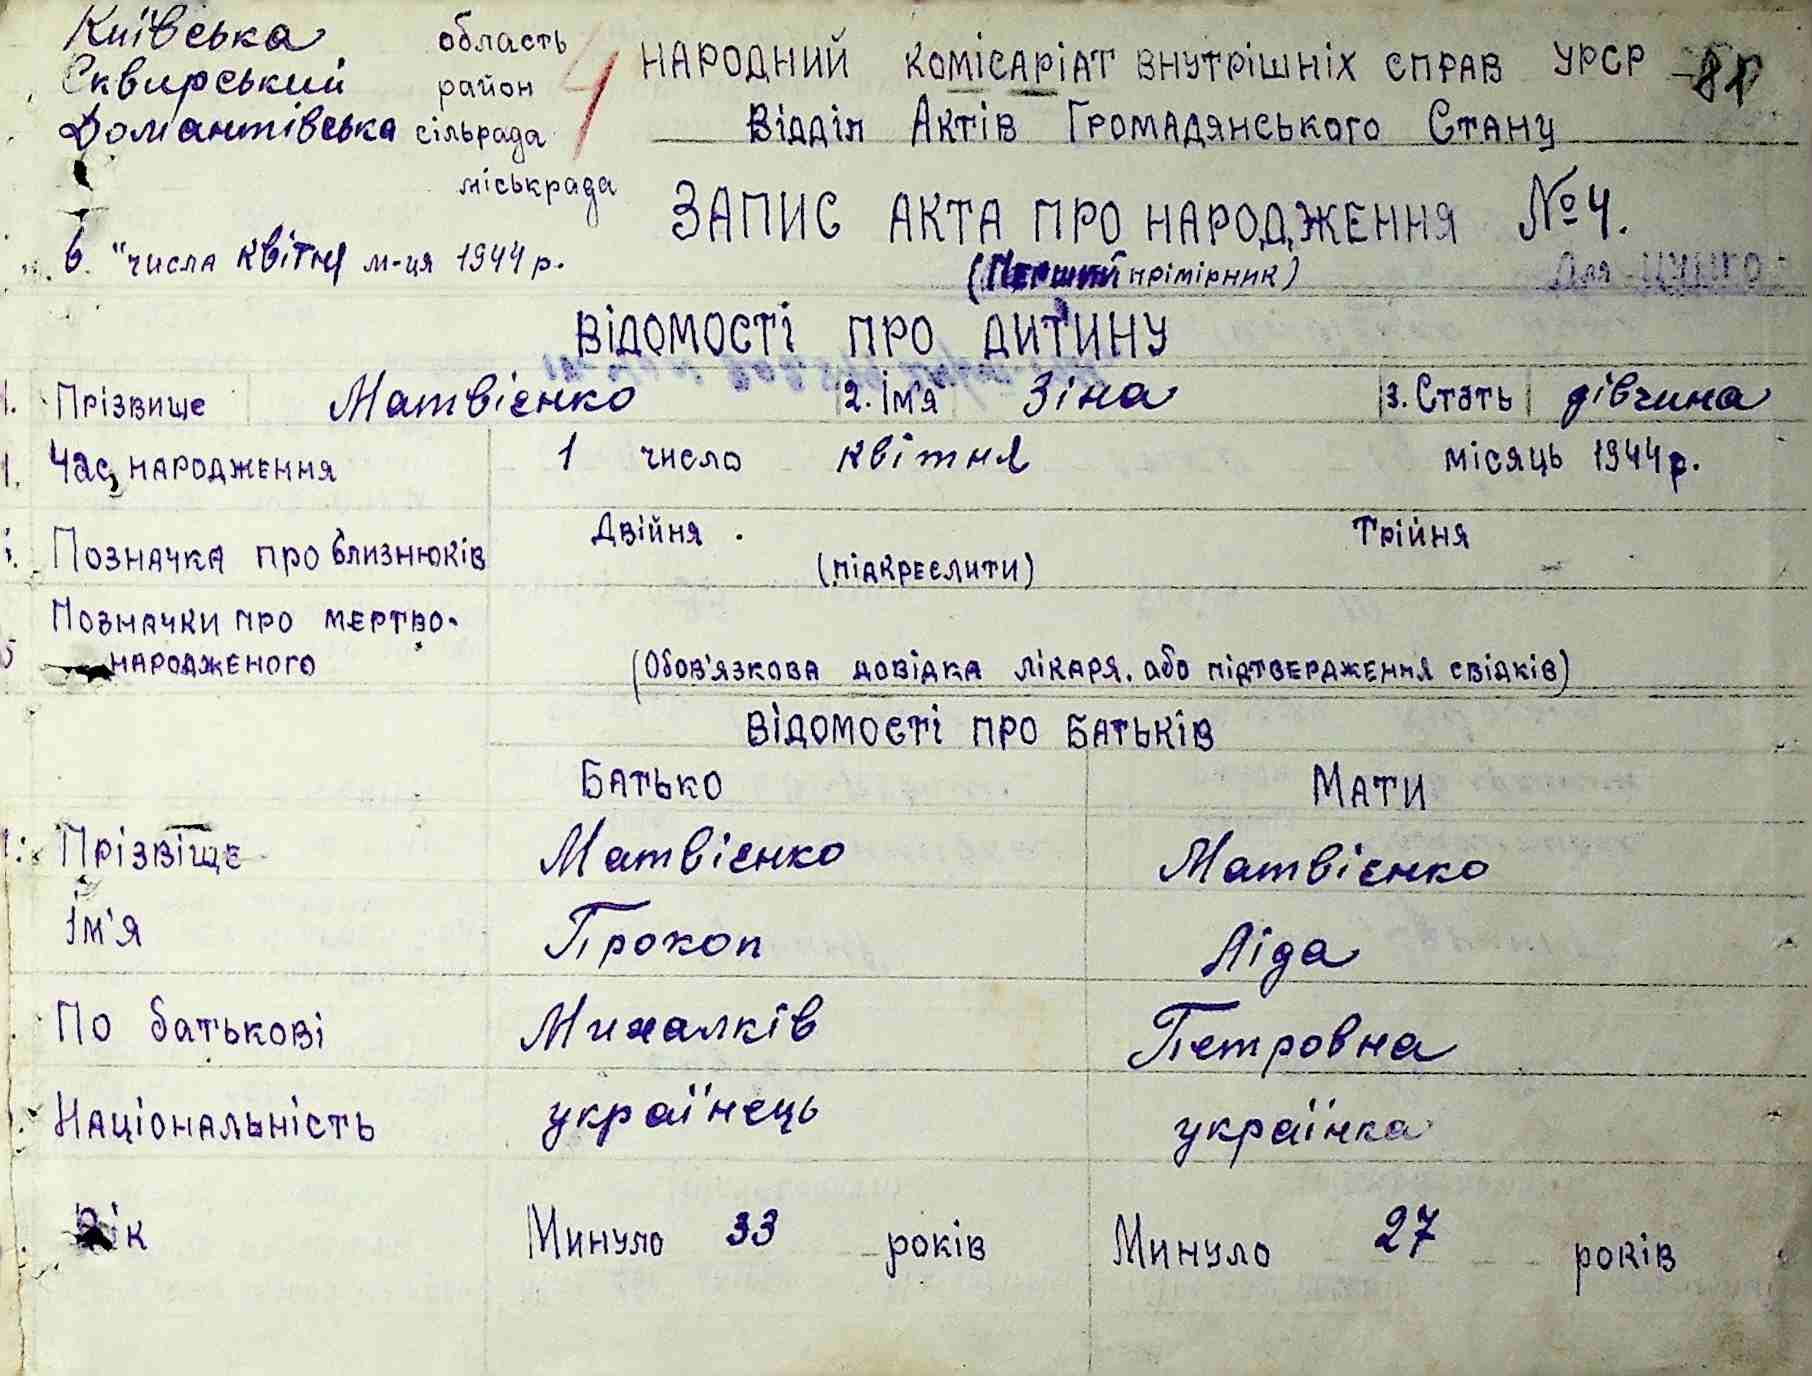 Київська область
Сквирський район
Домантівська сільрада
міськрада
4
НАРОДНИЙ КОМІСАРІАТ ВНУТРІШНІХ СПРАВ УРСР
Відділ Актів Громадянського Стану
ЗАПИС АКТА ПРО НАРОДЖЕННЯ №4.
6 "числа квітня м-ця 1944 р.
(Перший прімірник)
ВІДОМОСТІ ПРО ДИТИНУ
1. Прізвище Матвієнко 2. Ім'я Зіна 3. Стать дівчина
Час народження 1 число квітня місяць 1944 р.
Позначка про близнюків Двійня . Трійня
(підкреслити)
Позначки про мертво-
народженого (Обов'язкова довідка лікаря. або підтвердження свідків)
ВІДОМОСТІ ПРО БАТЬКІВ
БАТЬКО МАТИ
Прізвіще Матвієнко Матвієнко
Ім'я Прокоп Ліда
По батькові Михалків Петровна
Національність українець українка
Вік Минуло 33 років Минуло 27 років